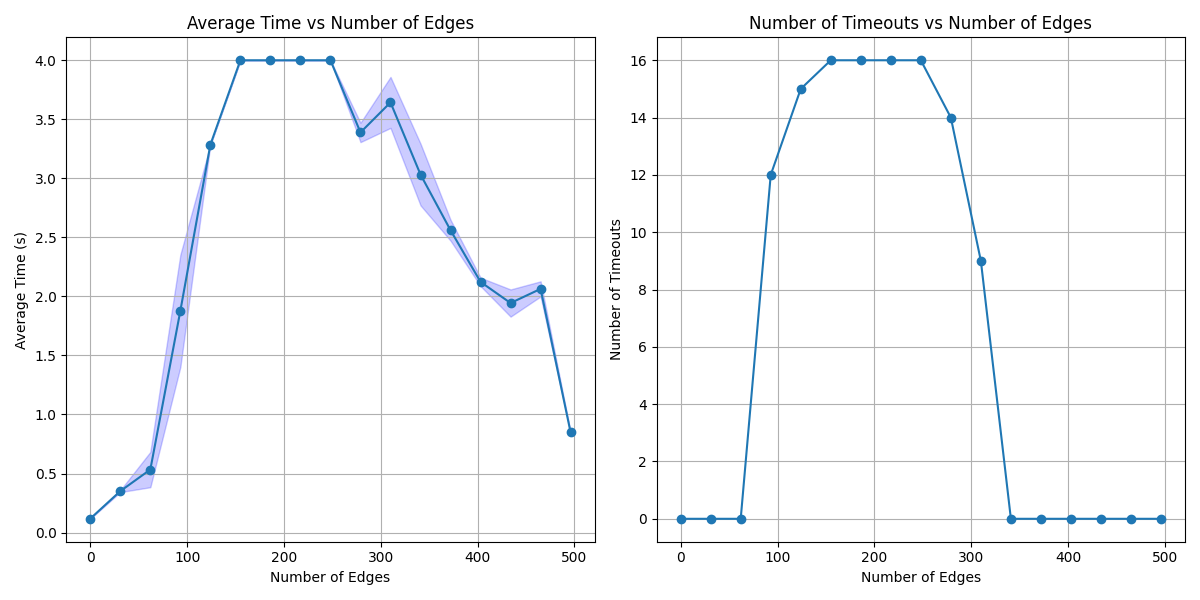 Average Time vs Number of Edges
4.0
3.5
3.0
2.5
2.0
1.5
1.0
0.5
0.0
Average Time (s)
0 100 200 300 400 500
Number of Edges
Number of Timeouts vs Number of Edges
16
14
12
10
8
6
4
2
0
Number of Timeouts
0 100 200 300 400 500
Number of Edges